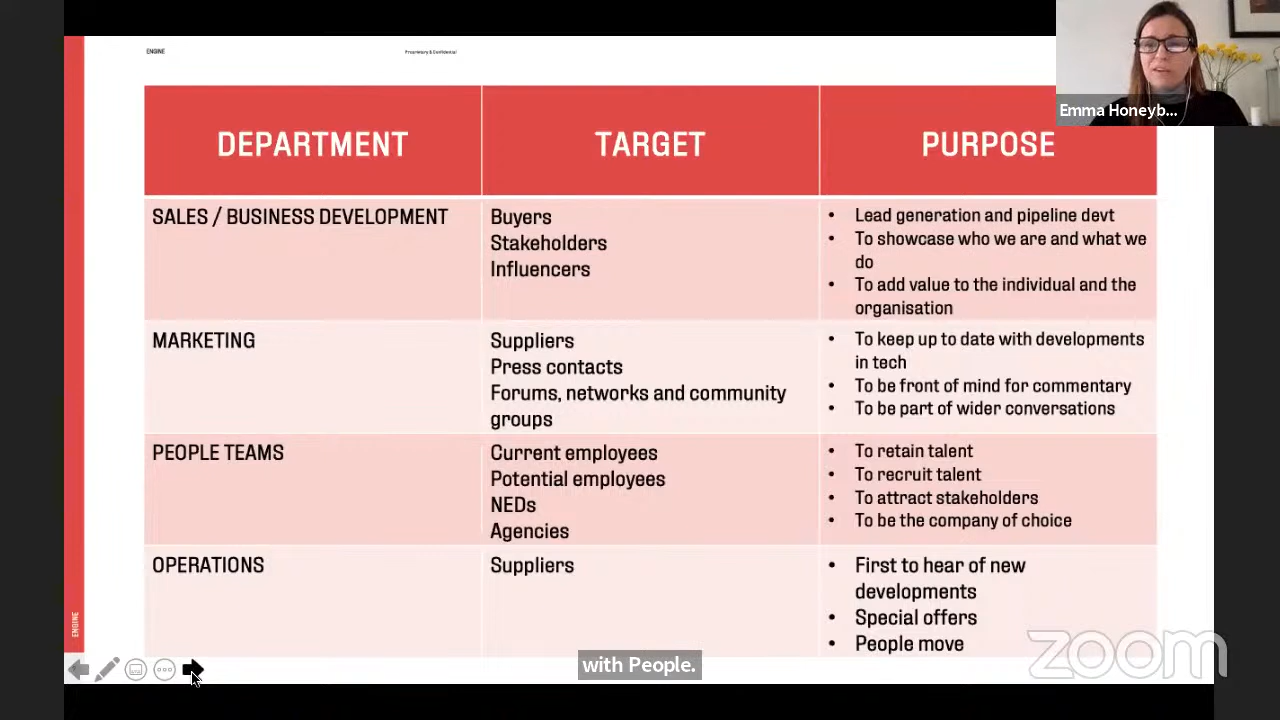 ENGINE
Proprietary & Confidential
Emma Honeyb...
DEPARTMENT
TARGET
PURPOSE
SALES / BUSINESS DEVELOPMENT
Buyers
Stakeholders
Influencers
• Lead generation and pipeline devt
• To showcase who we are and what we
do
• To add value to the individual and the
organisation
MARKETING
Suppliers
Press contacts
Forums, networks and community
groups
• To keep up to date with developments
in tech
• To be front of mind for commentary
• To be part of wider conversations
PEOPLE TEAMS
Current employees
Potential employees
NEDs
Agencies
• To retain talent
• To recruit talent
• To attract stakeholders
• To be the company of choice
OPERATIONS
Suppliers
• First to hear of new
developments
• Special offers
• People move
ENGINE
with People.
zoom